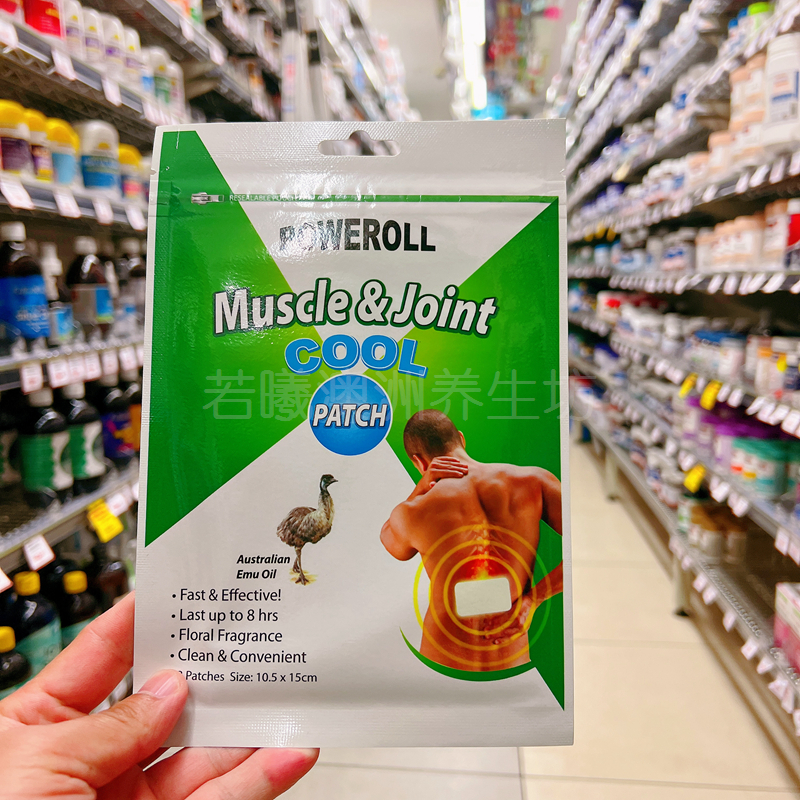 RESEALABLE
POWEROLL
Muscle & Joint
COOL
PATCH
若曦澳洲养生坊
Australian
Emu Oil
• Fast & Effective!
• Last up to 8 hrs
• Floral Fragrance
• Clean & Convenient
Patches Size: 10.5 x 15cm